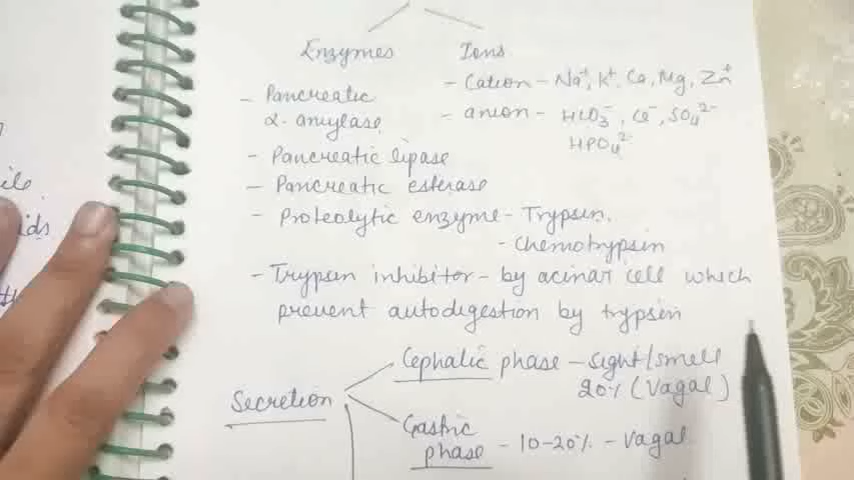 Enzymes
Ions
- Pancreatic
α-amylase
- Pancreatic lipase
- Pancreatic esterase
- Proteolytic enzyme - Trypsin,
- Chemotrypsin
- Cation - Na⁺, K⁺, Ca, Mg, Zn⁺
- anion - HCO₃⁻, Cl⁻, SO₄²⁻
HPO₄²⁻
- Trypsin inhibitor - by acinar cell which
prevent autodigestion by trypsin
Secretion
Cephalic phase - sight/smell
20% (Vagal)
Gastric
phase - 10-20% - vagal
ids